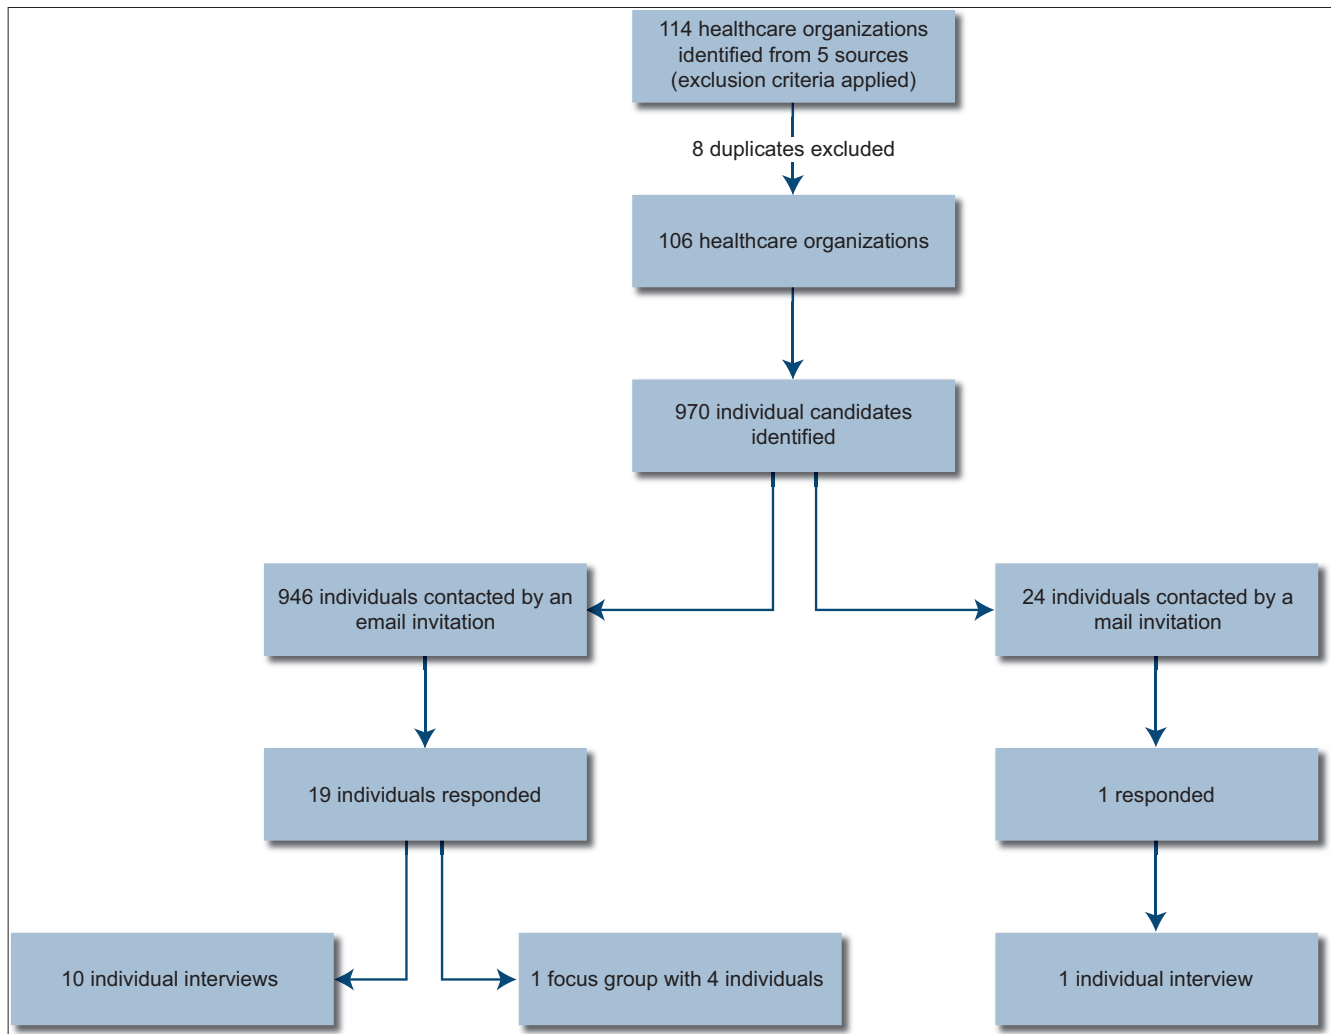 114 healthcare organizations
identified from 5 sources
(exclusion criteria applied)
8 duplicates excluded
106 healthcare organizations
970 individual candidates
identified
946 individuals contacted by an
email invitation
24 individuals contacted by a
mail invitation
19 individuals responded
1 responded
10 individual interviews
1 focus group with 4 individuals
1 individual interview